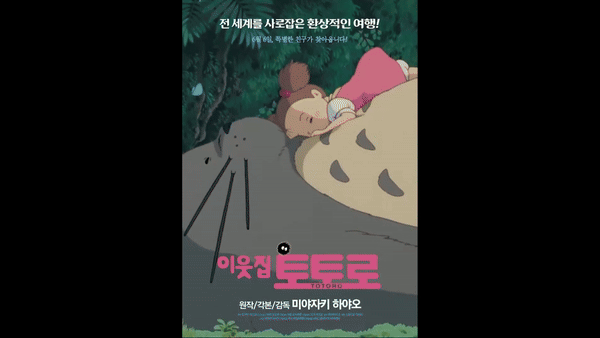 전 세계를 사로잡은 환상적인 여행!
6월 6일, 특별한 친구가 찾아옵니다!
이웃집 토토로
TOTORO
원작/각본/감독 미야자키 하야오